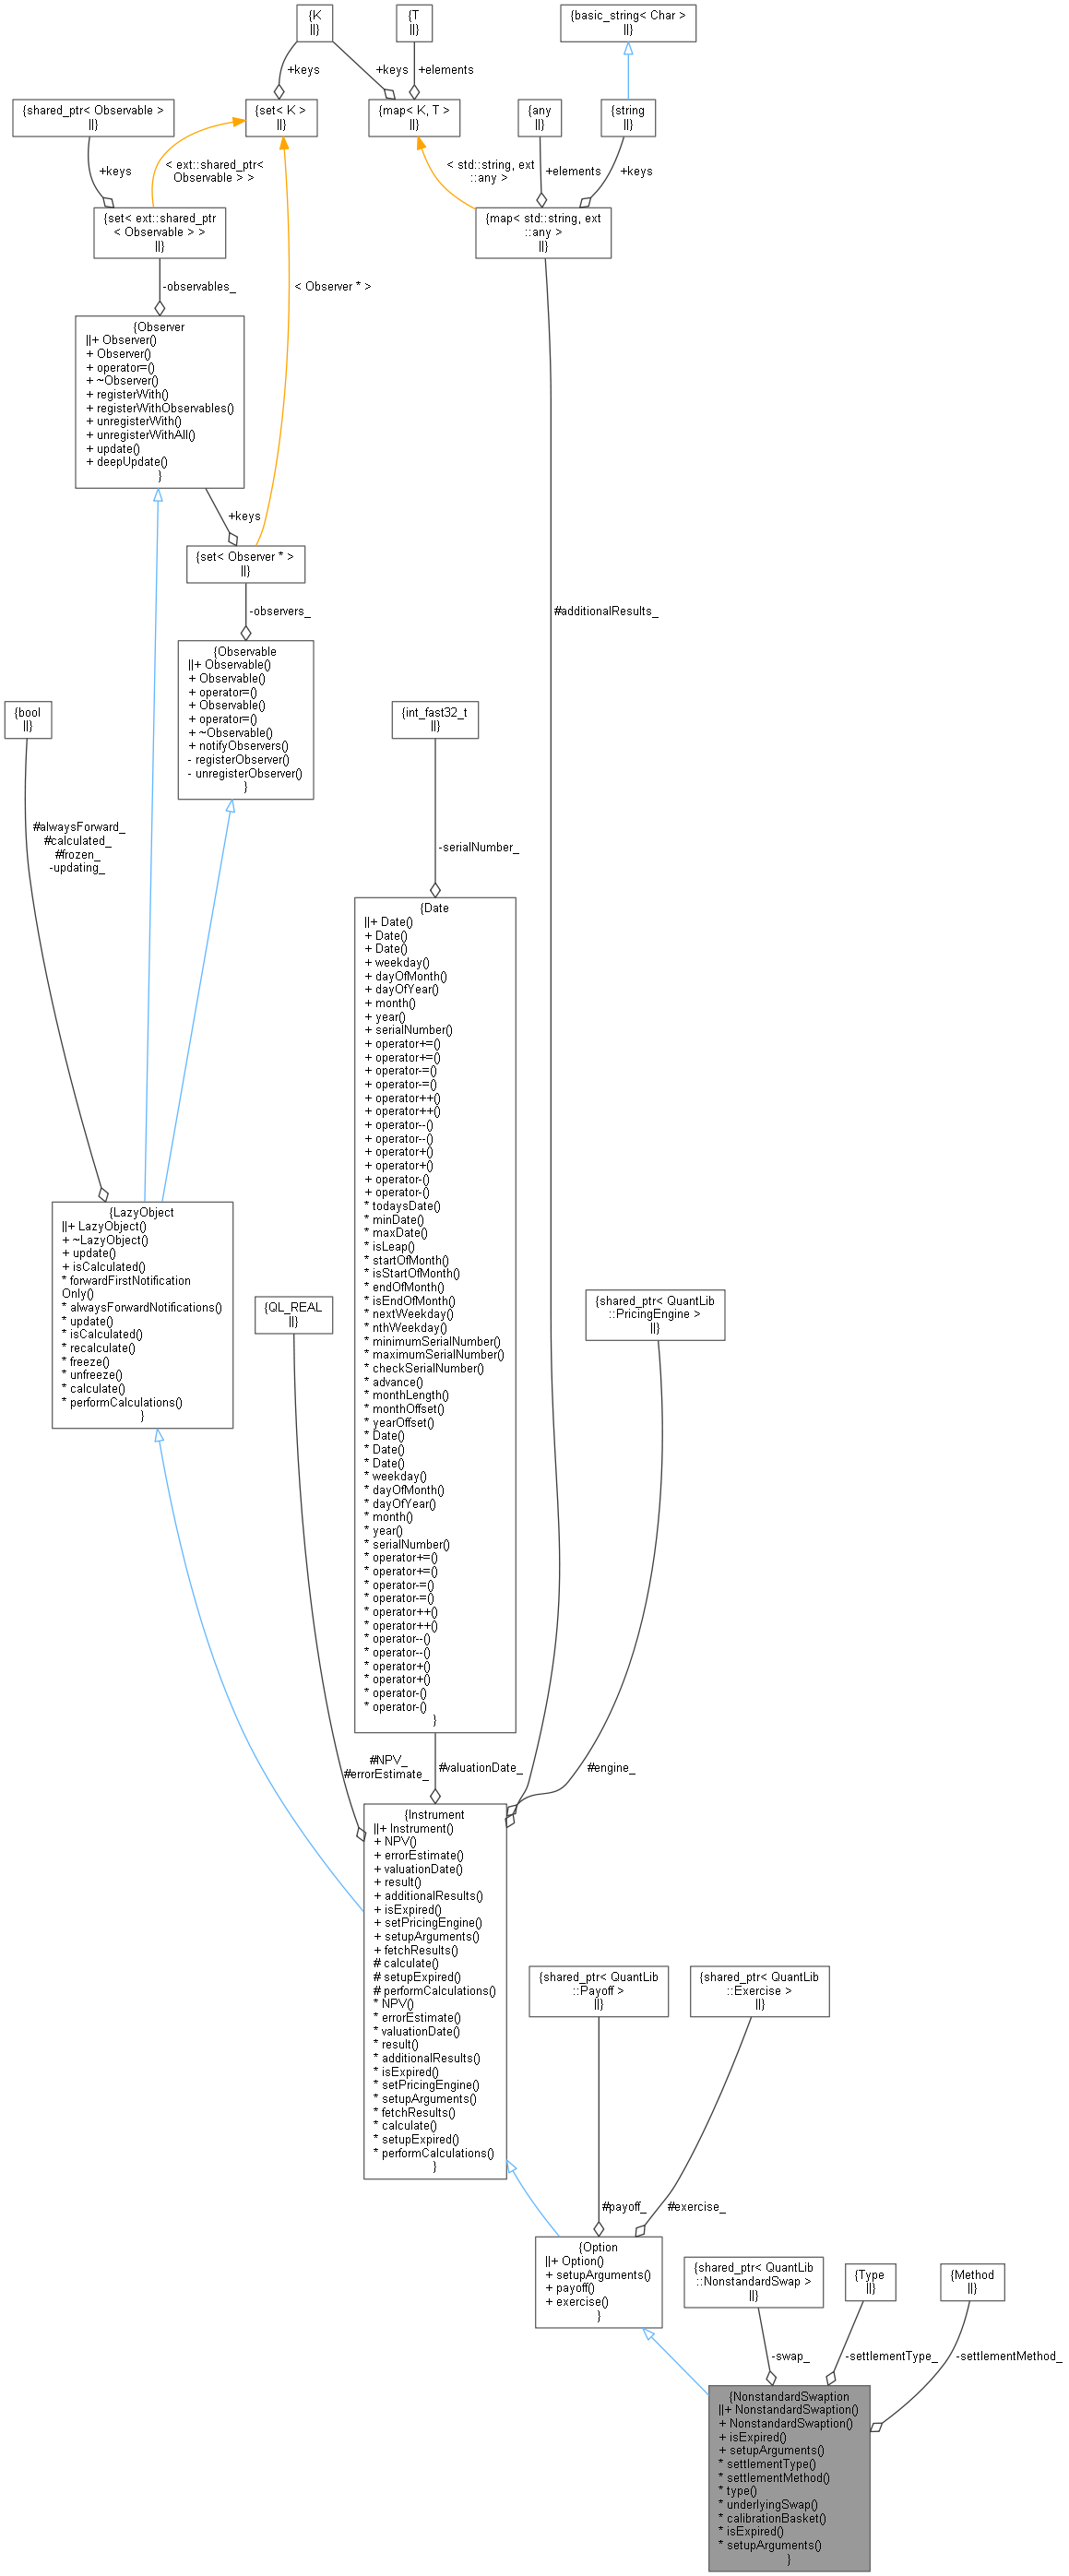 {K
||}
{T
||}
{basic_string< Char >
||}
+keys
+keys
+elements
{shared_ptr< Observable >
||}
{set< K >
||}
{map< K, T >
||}
{any
||}
{string
||}
+keys
< ext::shared_ptr<
Observable > >
< std::string, ext
::any >
+elements
+keys
{set< ext::shared_ptr
< Observable > >
||}
{map< std::string, ext
::any >
||}
-observables_
< Observer * >
{Observer
||+ Observer()
+ Observer()
+ operator=()
+ ~Observer()
+ registerWith()
+ registerWithObservables()
+ unregisterWith()
+ unregisterWithAll()
+ update()
+ deepUpdate()
}
+keys
{set< Observer * >
||}
-observers_
#additionalResults_
{Observable
||+ Observable()
+ Observable()
+ operator=()
+ Observable()
+ operator=()
+ ~Observable()
+ notifyObservers()
- registerObserver()
- unregisterObserver()
}
{bool
||}
{int_fast32_t
||}
#alwaysForward_
#calculated_
#frozen_
-updating_
-serialNumber_
{Date
||+ Date()
+ Date()
+ Date()
+ weekday()
+ dayOfMonth()
+ dayOfYear()
+ month()
+ year()
+ serialNumber()
+ operator+=()
+ operator+=()
+ operator-=()
+ operator-=()
+ operator++()
+ operator++()
+ operator--()
+ operator--()
+ operator+()
+ operator+()
+ operator-()
+ operator-()
* todaysDate()
* minDate()
* maxDate()
* isLeap()
* startOfMonth()
* isStartOfMonth()
* endOfMonth()
* isEndOfMonth()
* nextWeekday()
* nthWeekday()
* minimumSerialNumber()
* maximumSerialNumber()
* checkSerialNumber()
* advance()
* monthLength()
* monthOffset()
* yearOffset()
* Date()
* Date()
* Date()
* weekday()
* dayOfMonth()
* dayOfYear()
* month()
* year()
* serialNumber()
* operator+=()
* operator+=()
* operator-=()
* operator-=()
* operator++()
* operator++()
* operator--()
* operator--()
* operator+()
* operator+()
* operator-()
* operator-()
}
{LazyObject
||+ LazyObject()
+ ~LazyObject()
+ update()
+ isCalculated()
* forwardFirstNotification
Only()
* alwaysForwardNotifications()
* update()
* isCalculated()
* recalculate()
* freeze()
* unfreeze()
* calculate()
* performCalculations()
}
{QL_REAL
||}
{shared_ptr< QuantLib
::PricingEngine >
||}
#NPV_
#errorEstimate_
#valuationDate_
#engine_
{Instrument
||+ Instrument()
+ NPV()
+ errorEstimate()
+ valuationDate()
+ result()
+ additionalResults()
+ isExpired()
+ setPricingEngine()
+ setupArguments()
+ fetchResults()
# calculate()
# setupExpired()
# performCalculations()
* NPV()
* errorEstimate()
* valuationDate()
* result()
* additionalResults()
* isExpired()
* setPricingEngine()
* setupArguments()
* fetchResults()
* calculate()
* setupExpired()
* performCalculations()
}
{shared_ptr< QuantLib
::Payoff >
||}
{shared_ptr< QuantLib
::Exercise >
||}
#payoff_
#exercise_
{Option
||+ Option()
+ setupArguments()
+ payoff()
+ exercise()
}
{shared_ptr< QuantLib
::NonstandardSwap >
||}
{Type
||}
{Method
||}
-swap_
-settlementType_
-settlementMethod_
{NonstandardSwaption
||+ NonstandardSwaption()
+ NonstandardSwaption()
+ isExpired()
+ setupArguments()
* settlementType()
* settlementMethod()
* type()
* underlyingSwap()
* calibrationBasket()
* isExpired()
* setupArguments()
}